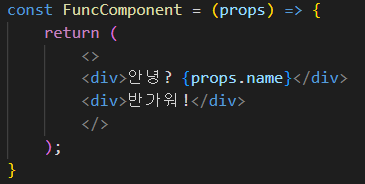 const FuncComponent = (props) => {
return (
<>
<div>안녕? {props.name}</div>
<div>반가워!</div>
</>
);
}